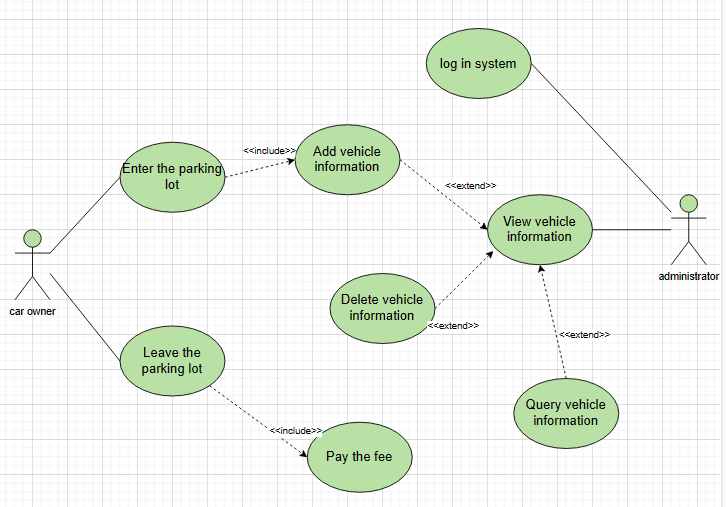 log in system
<<include>>
Add vehicle
information
Enter the parking
lot
<<extend>>
View vehicle
information
administrator
car owner
Delete vehicle
information
<<extend>>
<<extend>>
Leave the
parking lot
Query vehicle
information
<<include>>
Pay the fee